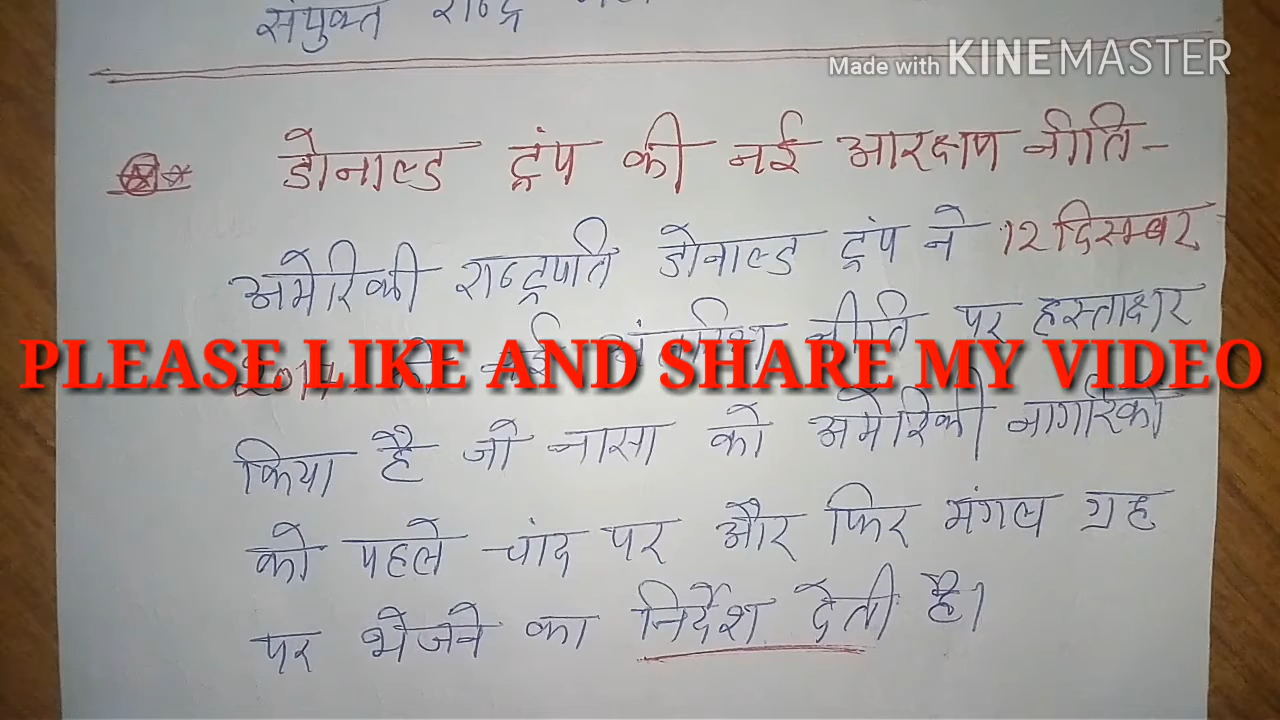 संयुक्त राष्ट्र
Made with KINEMASTER
डोनाल्ड ट्रंप की नई आरक्षण नीति-
अमेरिकी राष्ट्रपति डोनाल्ड ट्रंप ने 12 दिसम्बर
नीति पर हस्ताक्षर
PLEASE LIKE AND SHARE MY VIDEO
किया है जो नासा को अमेरिकी नागरिको
को पहले चांद पर और फिर मंगल ग्रह
पर भेजने का निर्देश देती है।